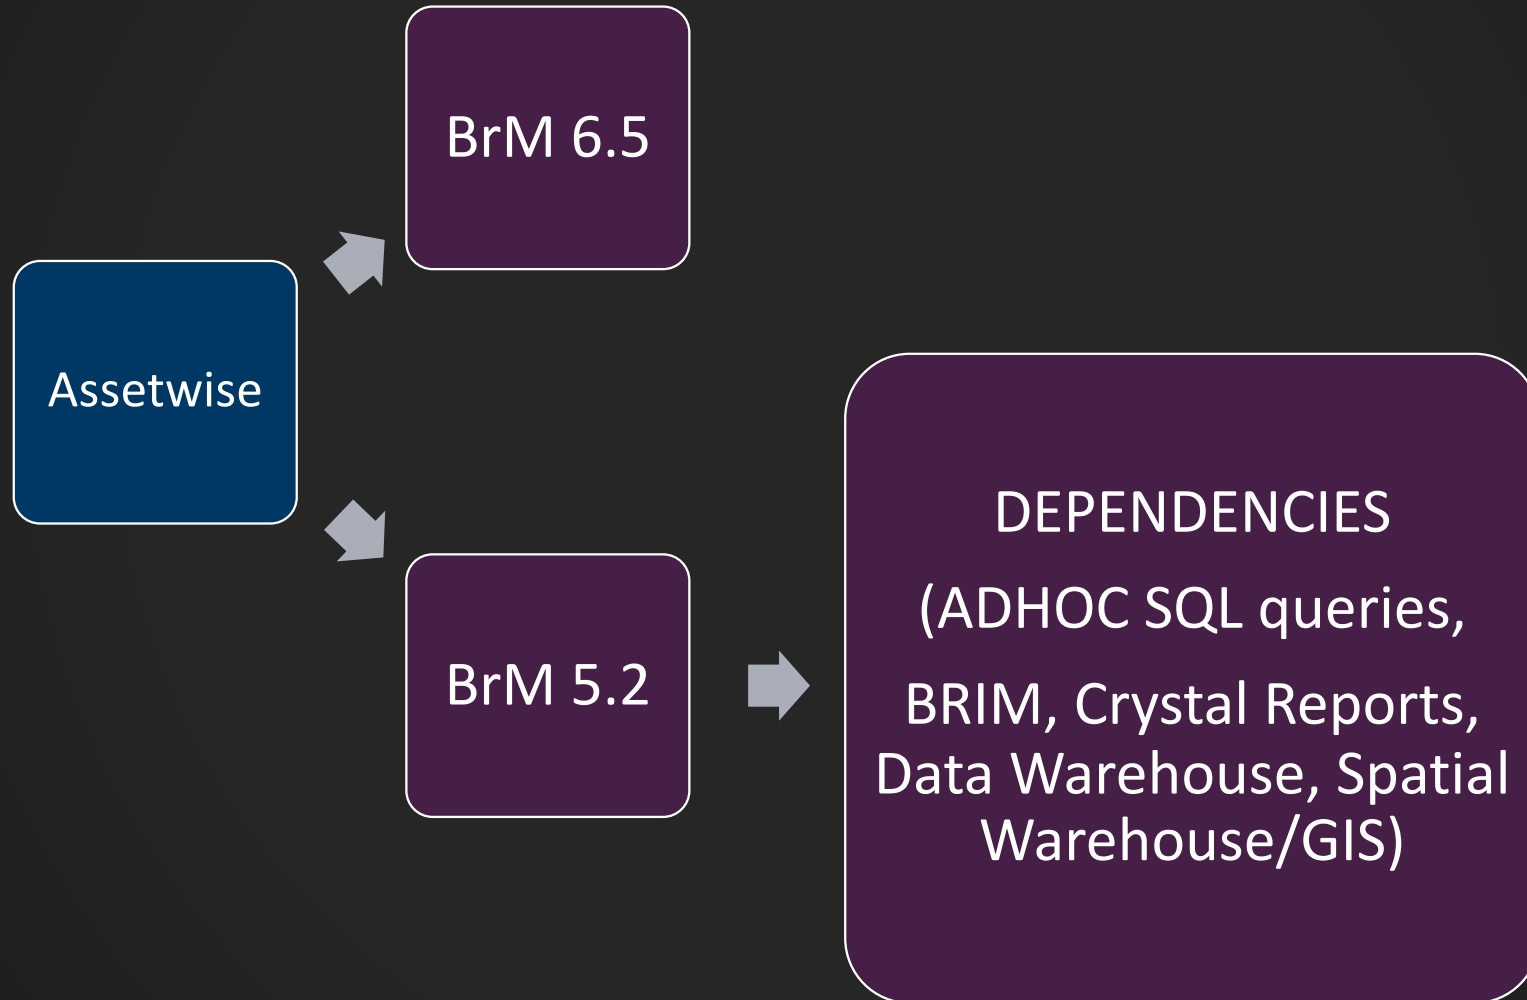 BrM 6.5
Assetwise
BrM 5.2
DEPENDENCIES
(ADHOC SQL queries,
BRIM, Crystal Reports,
Data Warehouse, Spatial
Warehouse/GIS)